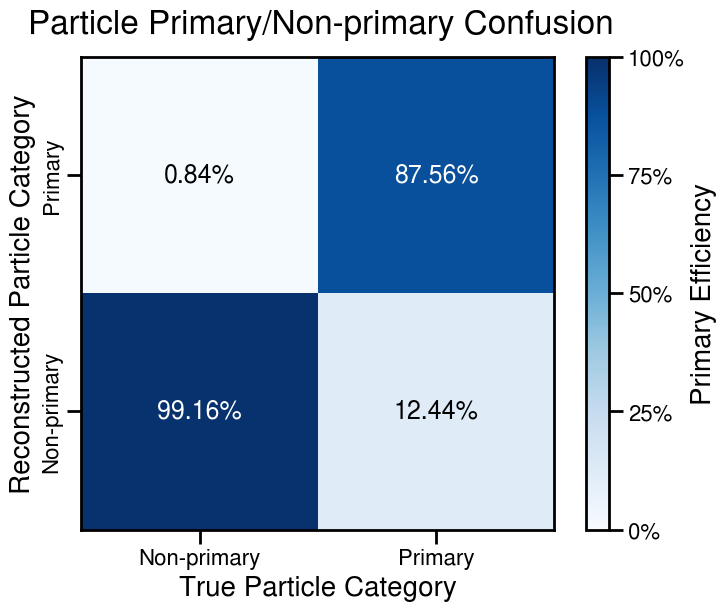 Particle Primary/Non-primary Confusion
Reconstructed Particle Category
Primary
Non-primary
0.84%
87.56%
99.16%
12.44%
Non-primary
Primary
True Particle Category
100%
75%
50%
25%
0%
Primary Efficiency